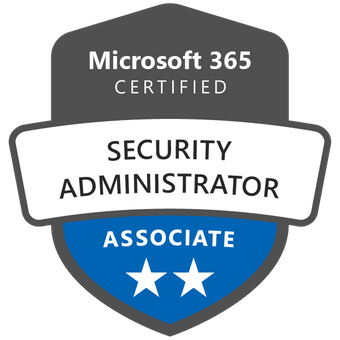 Microsoft 365
CERTIFIED
SECURITY
ADMINISTRATOR
ASSOCIATE